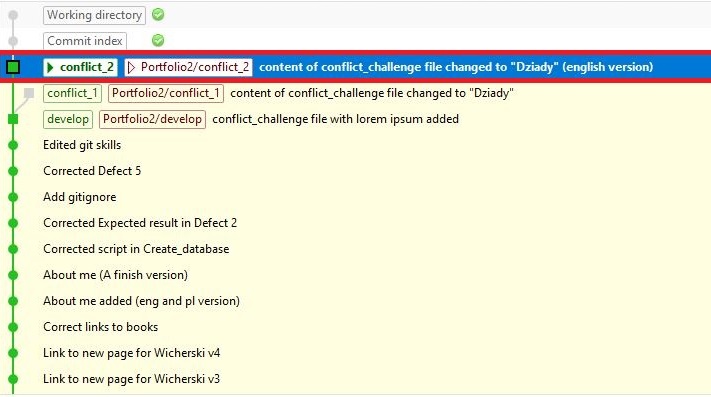 Working directory
Commit index
conflict_2 Portfolio2/conflict_2 content of conflict_challenge file changed to "Dziady" (english version)
conflict_1 Portfolio2/conflict_1 content of conflict_challenge file changed to "Dziady"
develop Portfolio2/develop conflict_challenge file with lorem ipsum added
Edited git skills
Corrected Defect 5
Add gitignore
Corrected Expected result in Defect 2
Corrected script in Create_database
About me (A finish version)
About me added (eng and pl version)
Correct links to books
Link to new page for Wicherski v4
Link to new page for Wicherski v3